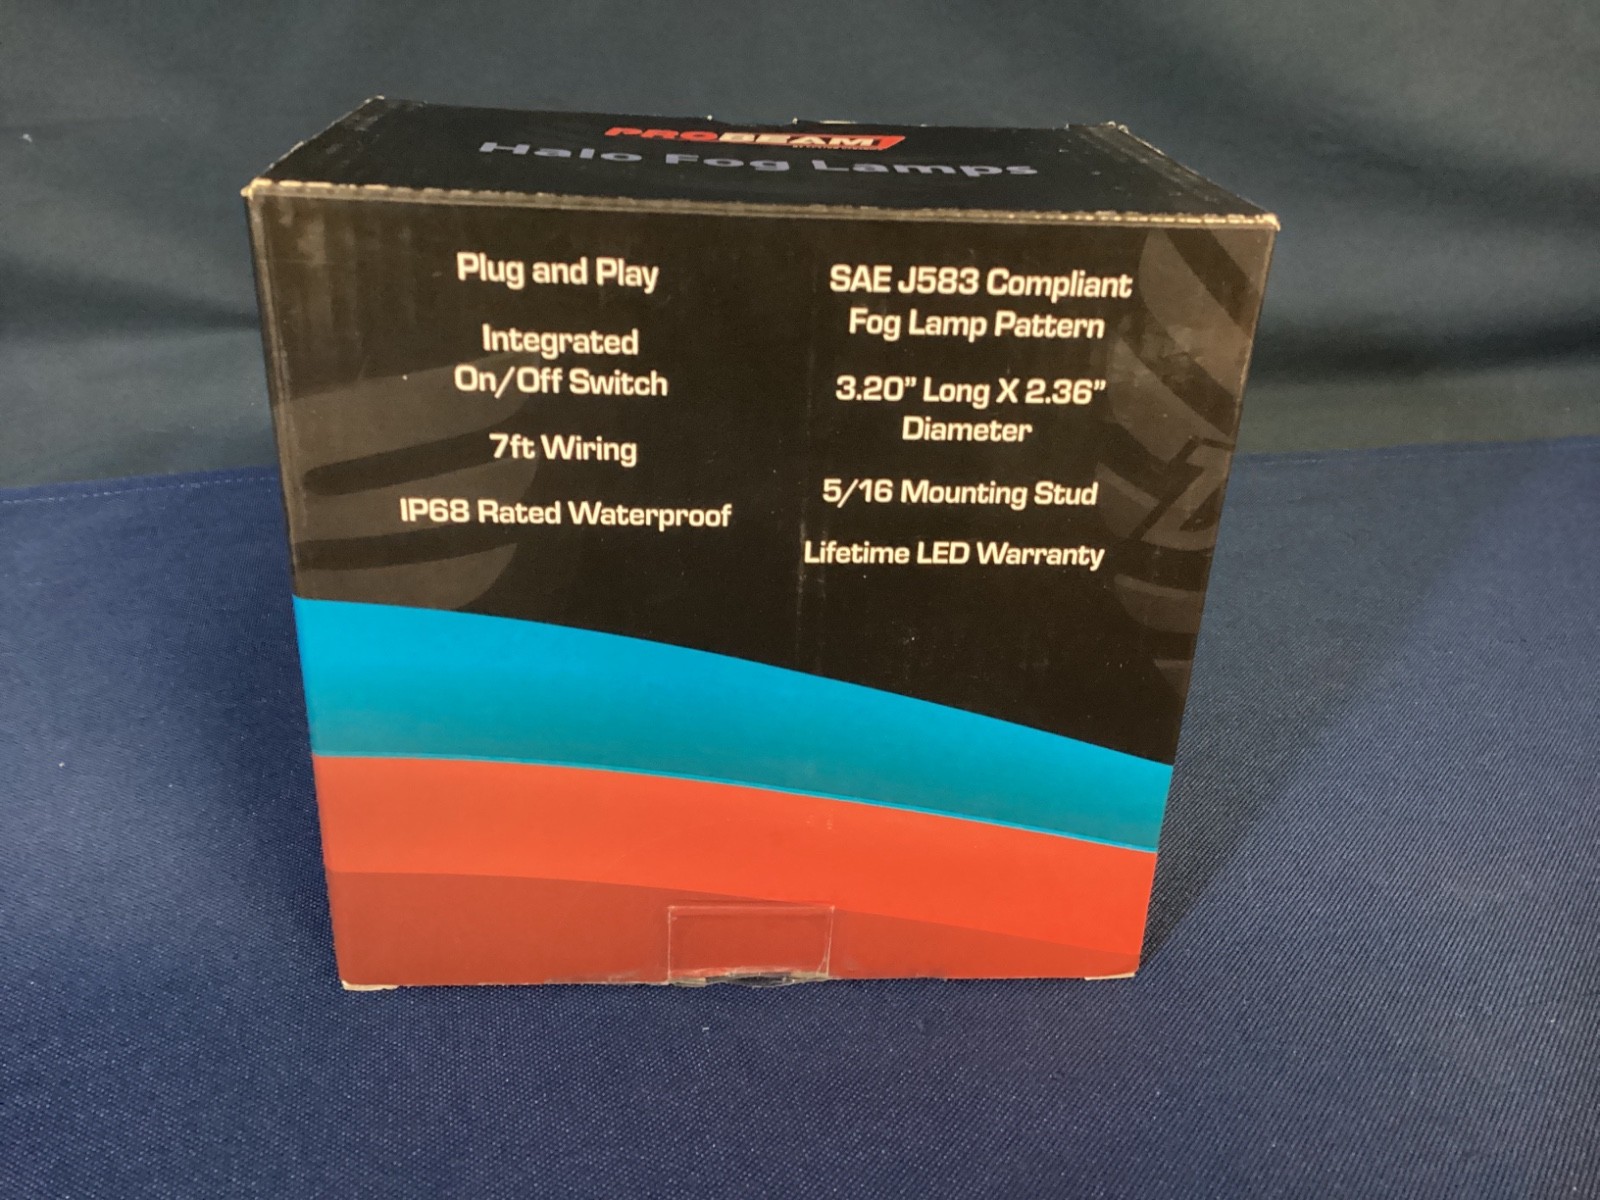 PROBEAM
Halo Fog Lamps
Plug and Play
Integrated
On/Off Switch
7ft Wiring
IP68 Rated Waterproof
SAE J583 Compliant
Fog Lamp Pattern
3.20” Long X 2.36”
Diameter
5/16 Mounting Stud
Lifetime LED Warranty